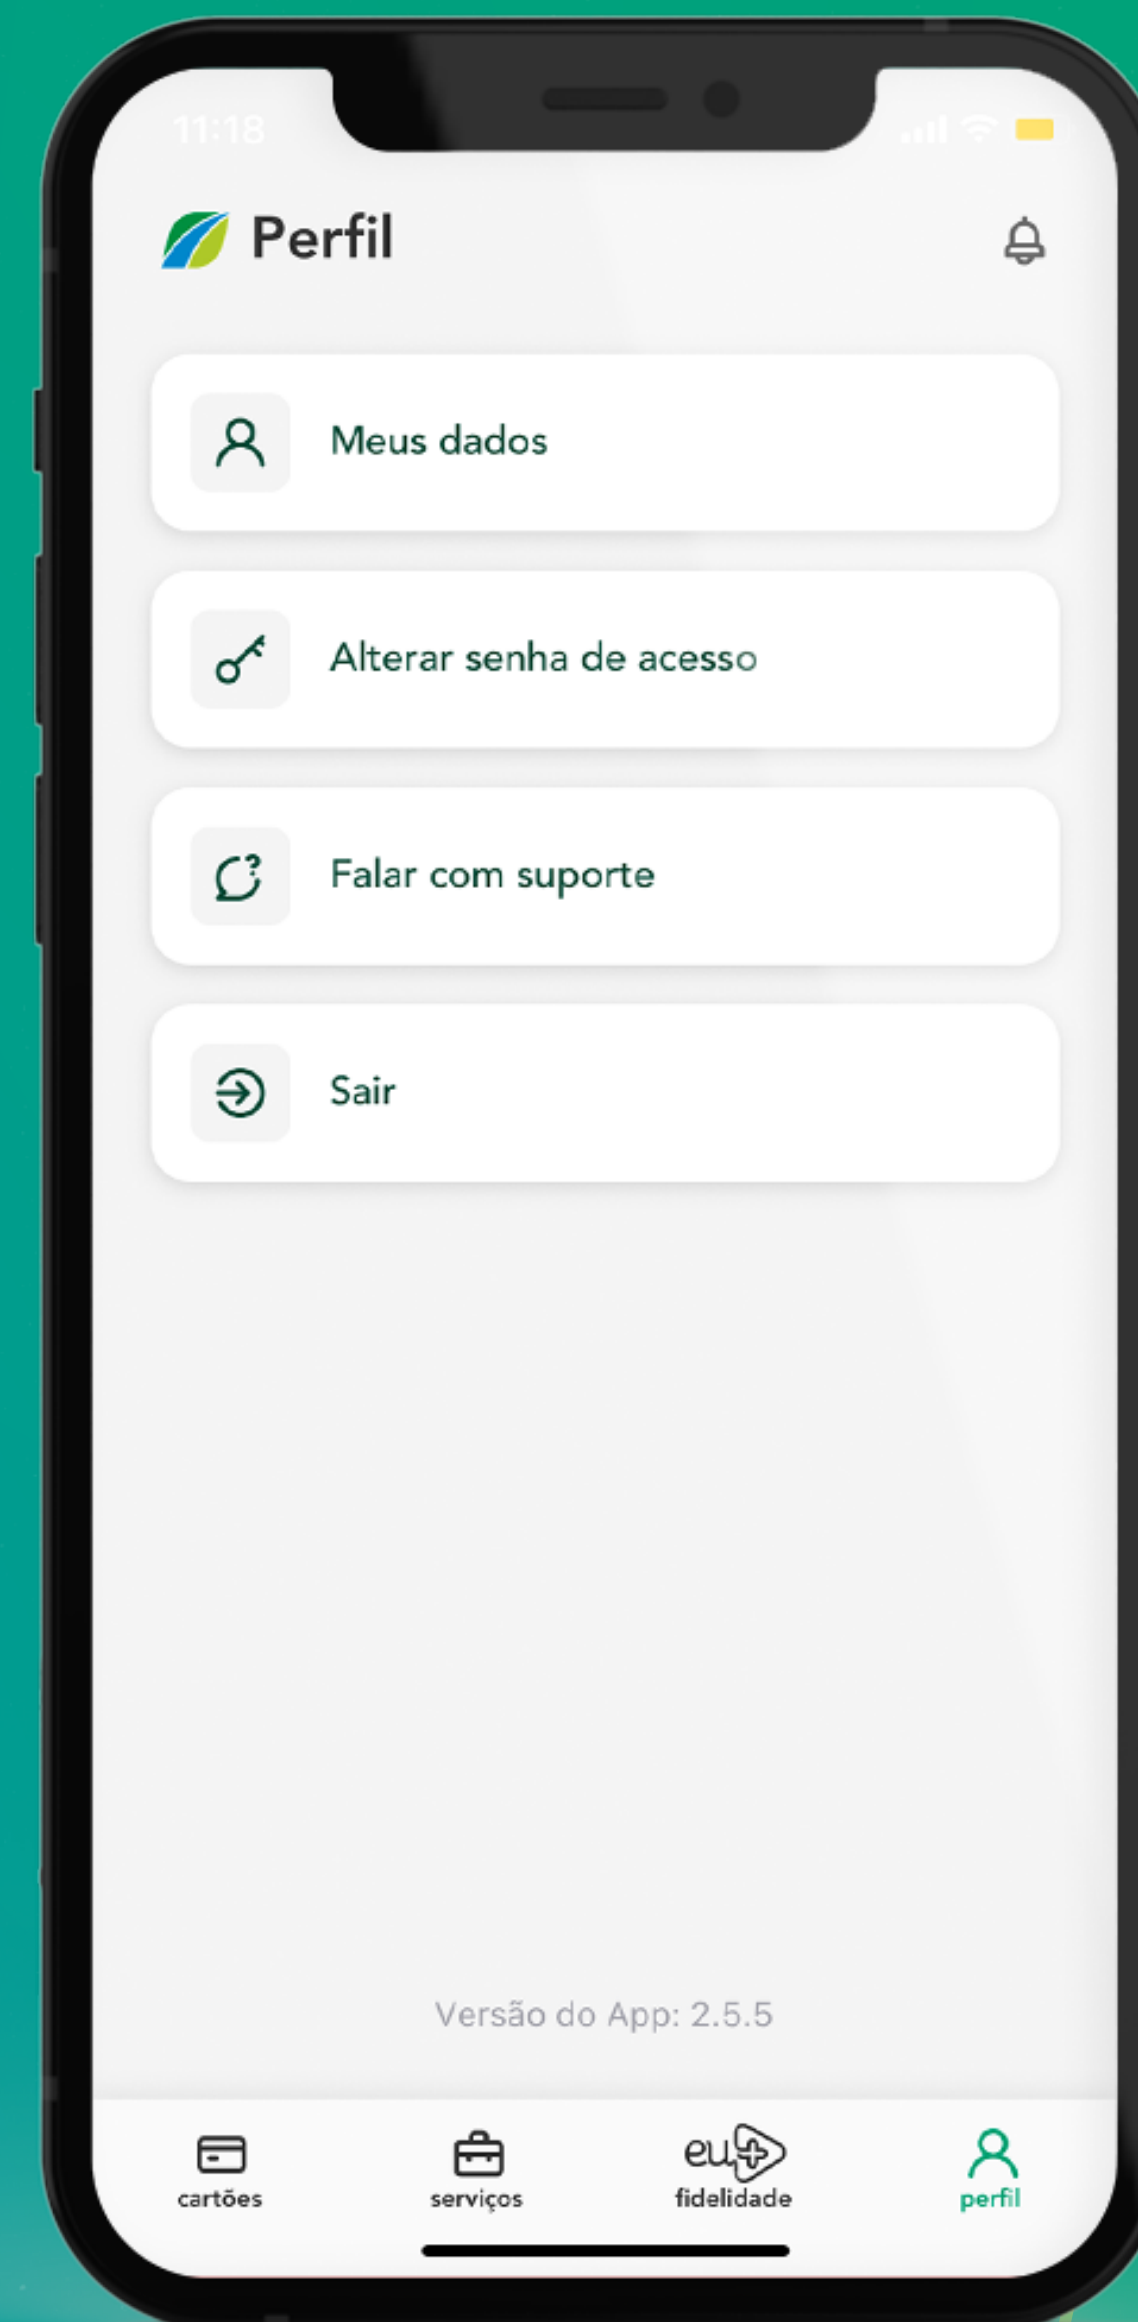 11:18
Perfil
Meus dados
Alterar senha de acesso
Falar com suporte
Sair
Versão do App: 2.5.5
cartões
serviços
eu+
fidelidade
perfil